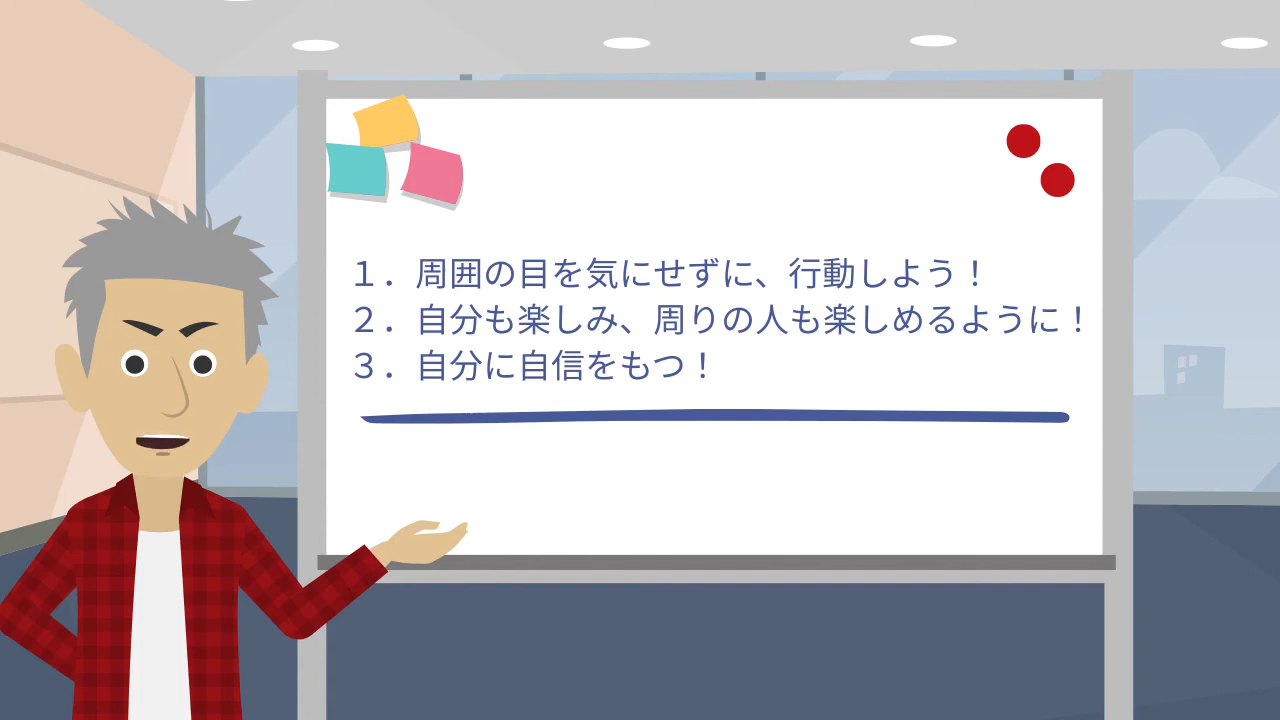 １．周囲の目を気にせずに、行動しよう！
２．自分も楽しみ、周りの人も楽しめるように！
３．自分に自信をもつ！